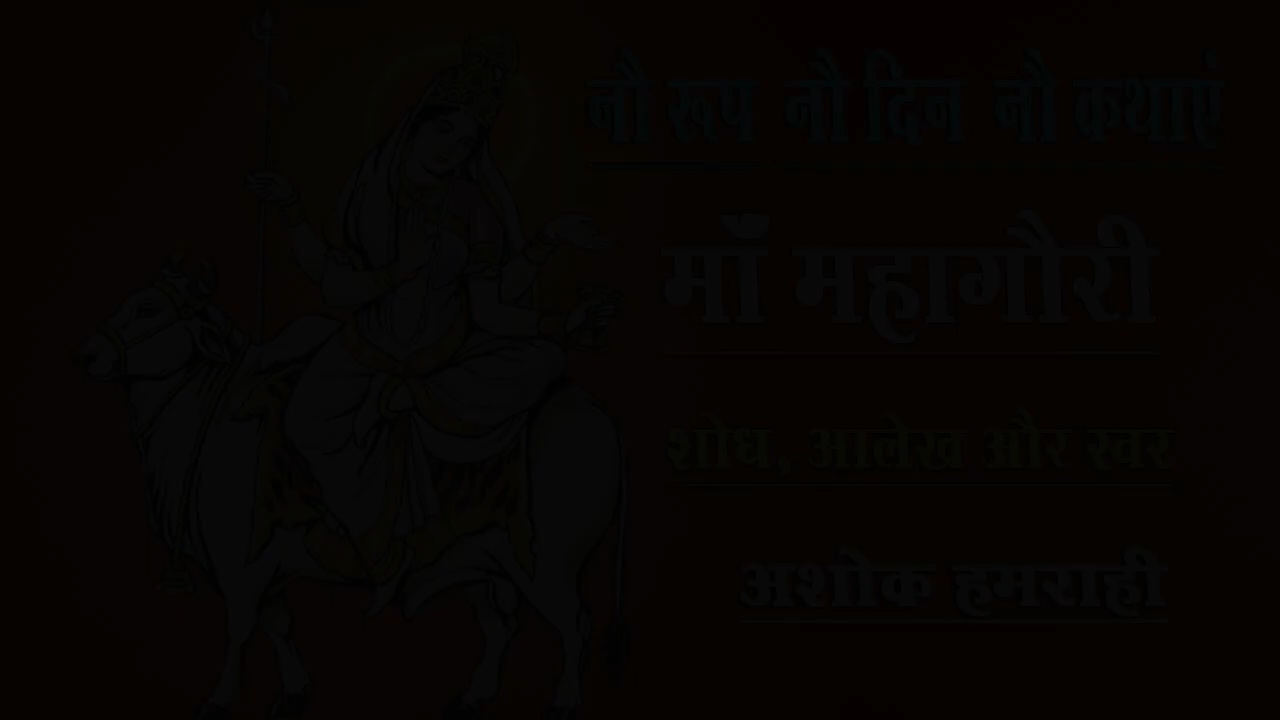 नौ रूप नौ दिन नौ कथाएं
माँ महागौरी
शोध, आलेख और स्वर
अशोक हमराही